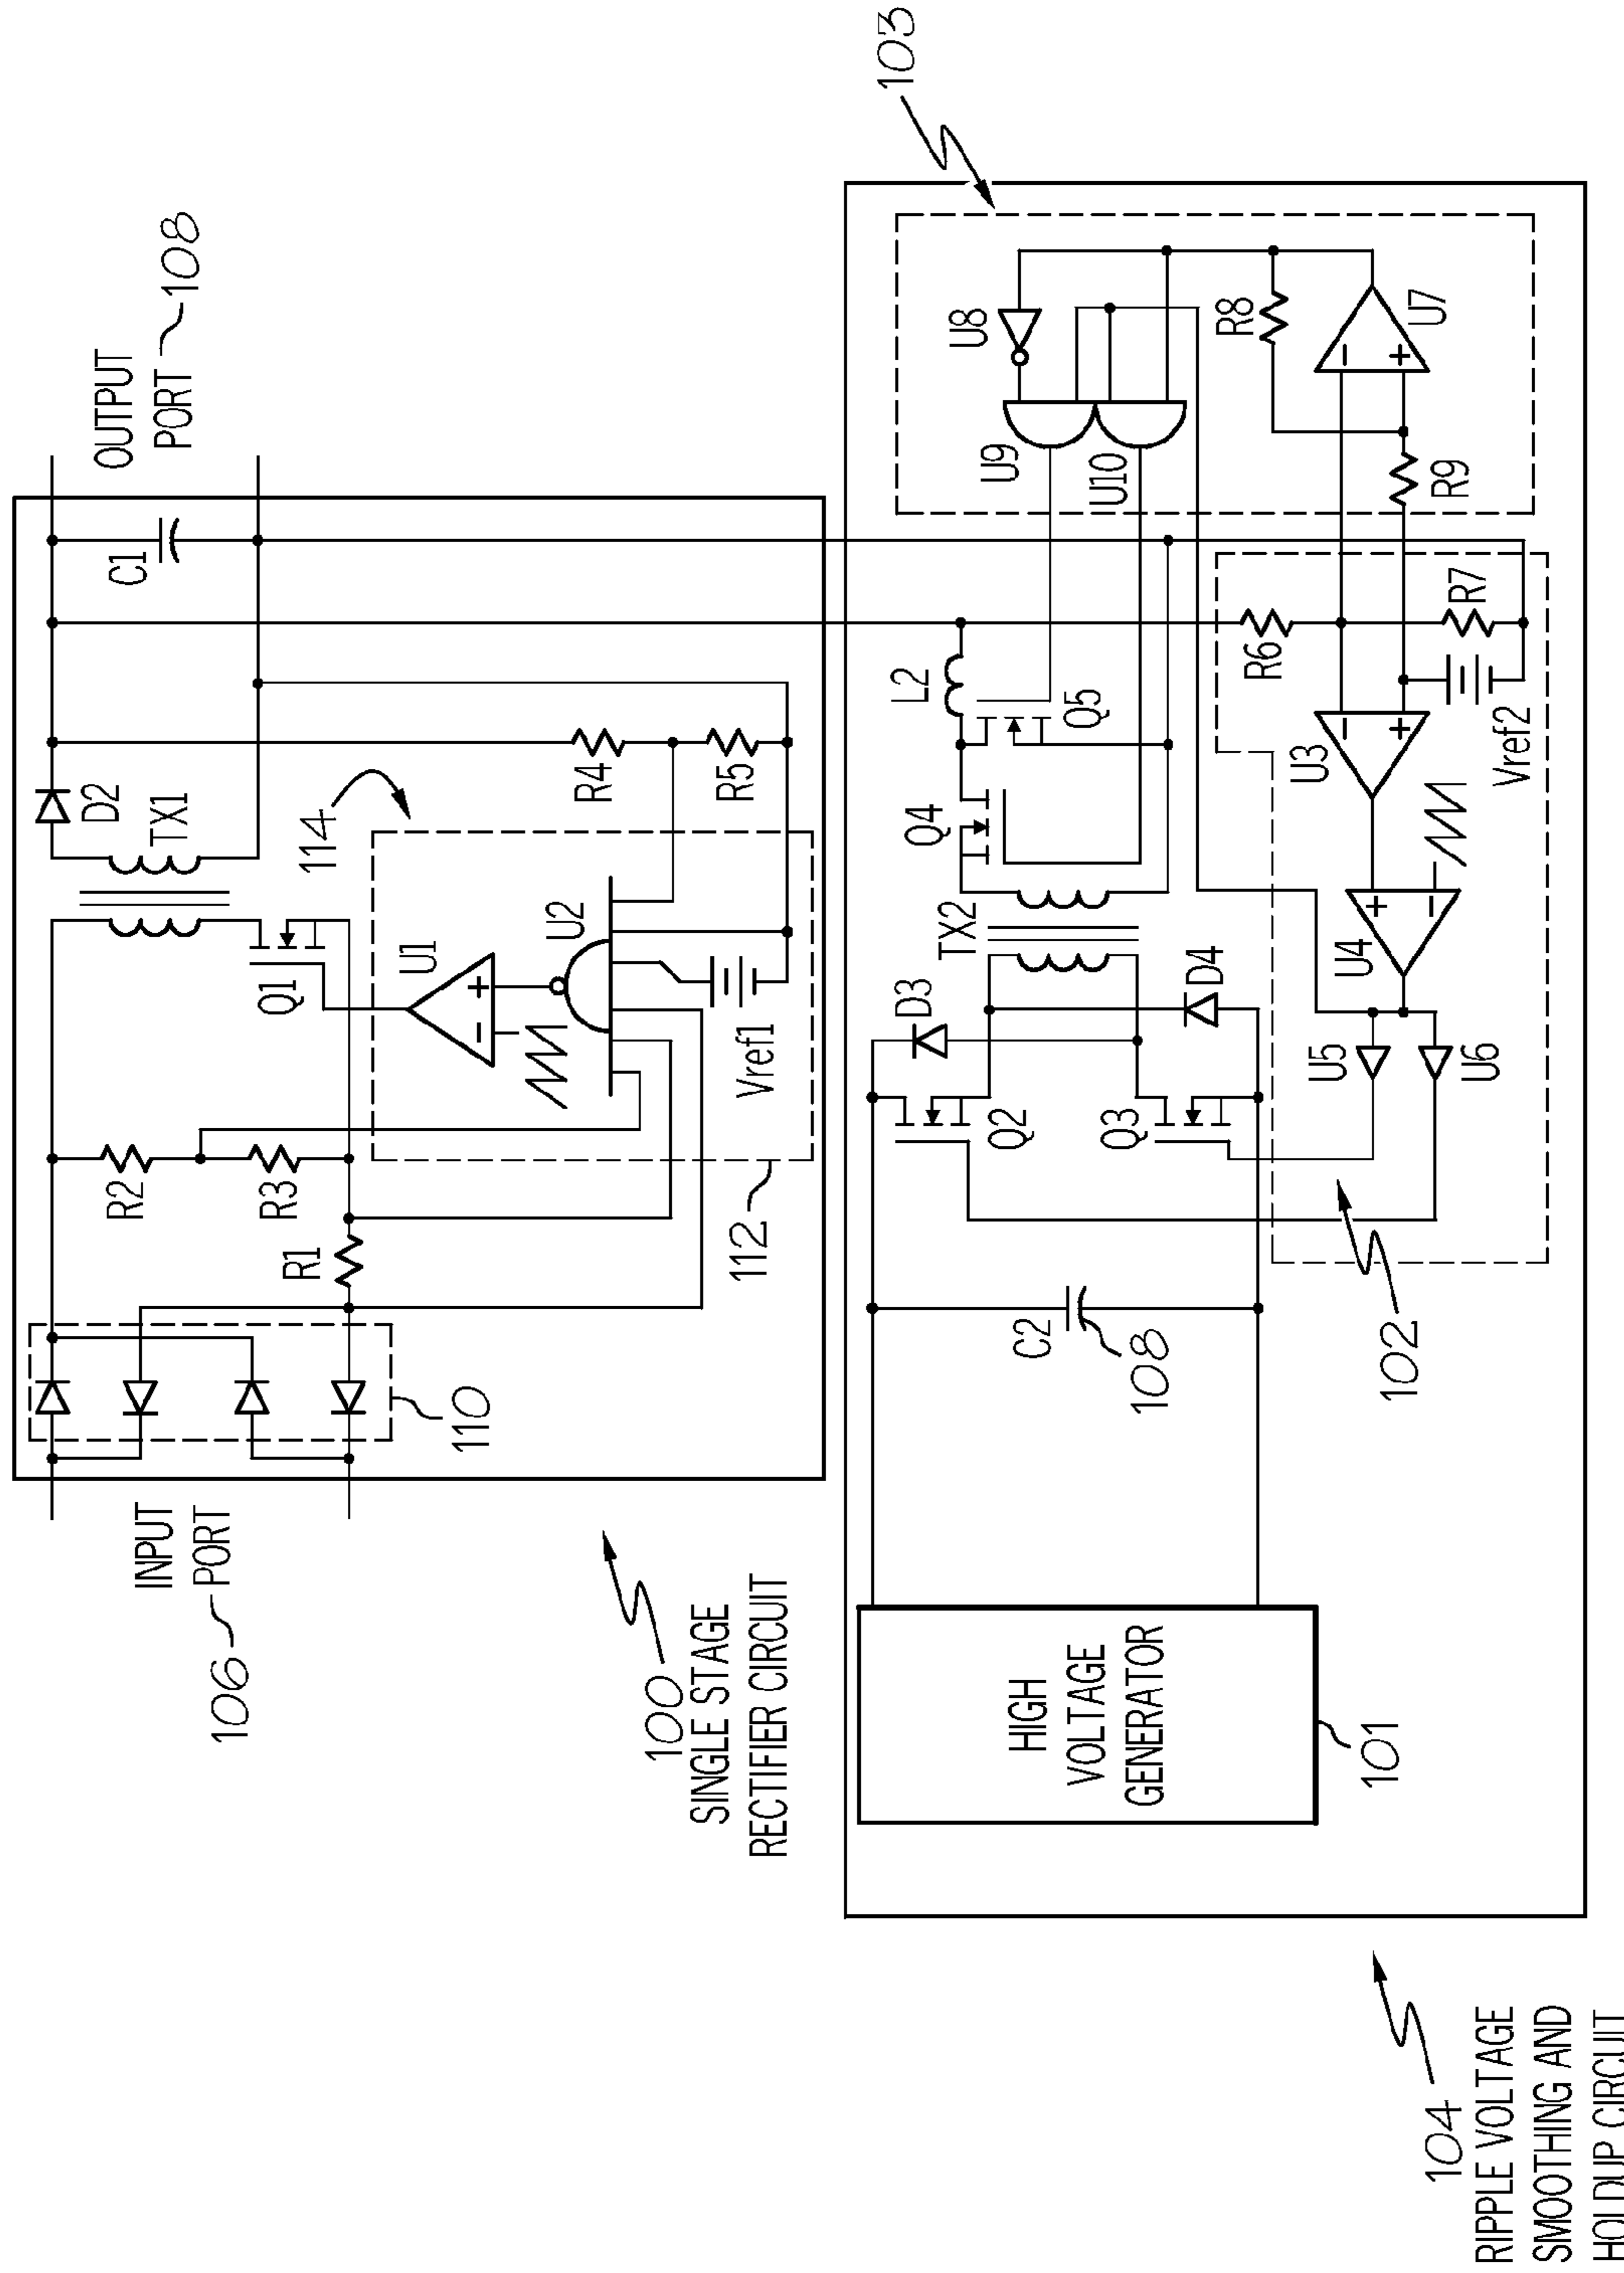 INPUT
PORT
106
OUTPUT
PORT
108
110
R1
R2
R3
Q1
TX1
D2
C1
114
U1
+
−
U2
R4
R5
Vref1
112
100
SINGLE STAGE
RECTIFIER CIRCUIT
103
HIGH
VOLTAGE
GENERATOR
101
C2
108
D3
Q2
Q3
D4
TX2
Q4
L2
Q5
U9
U10
U8
R8
U7
−
+
R9
R6
R7
U3
−
+
Vref2
U4
+
−
U5
U6
102
104
RIPPLE VOLTAGE
SMOOTHING AND
HOLDUP CIRCUIT